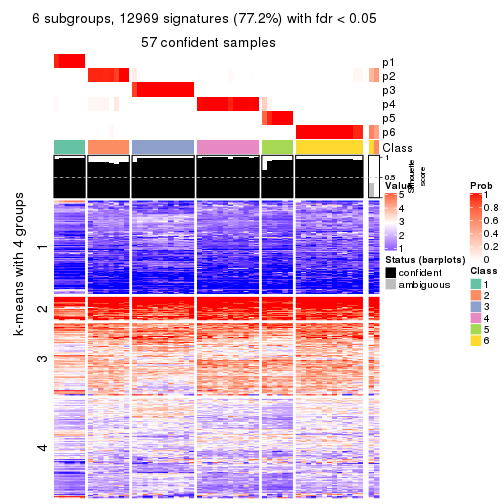 6 subgroups, 12969 signatures (77.2%) with fdr < 0.05
57 confident samples
p1
p2
p3
p4
p5
p6
Class
1
0.5
0
Silhouette
score
k-means with 4 groups
1
2
3
4
Value
5
4
3
2
1
Status (barplots)
confident
ambiguous
Prob
1
0.8
0.6
0.4
0.2
0
Class
1
2
3
4
5
6